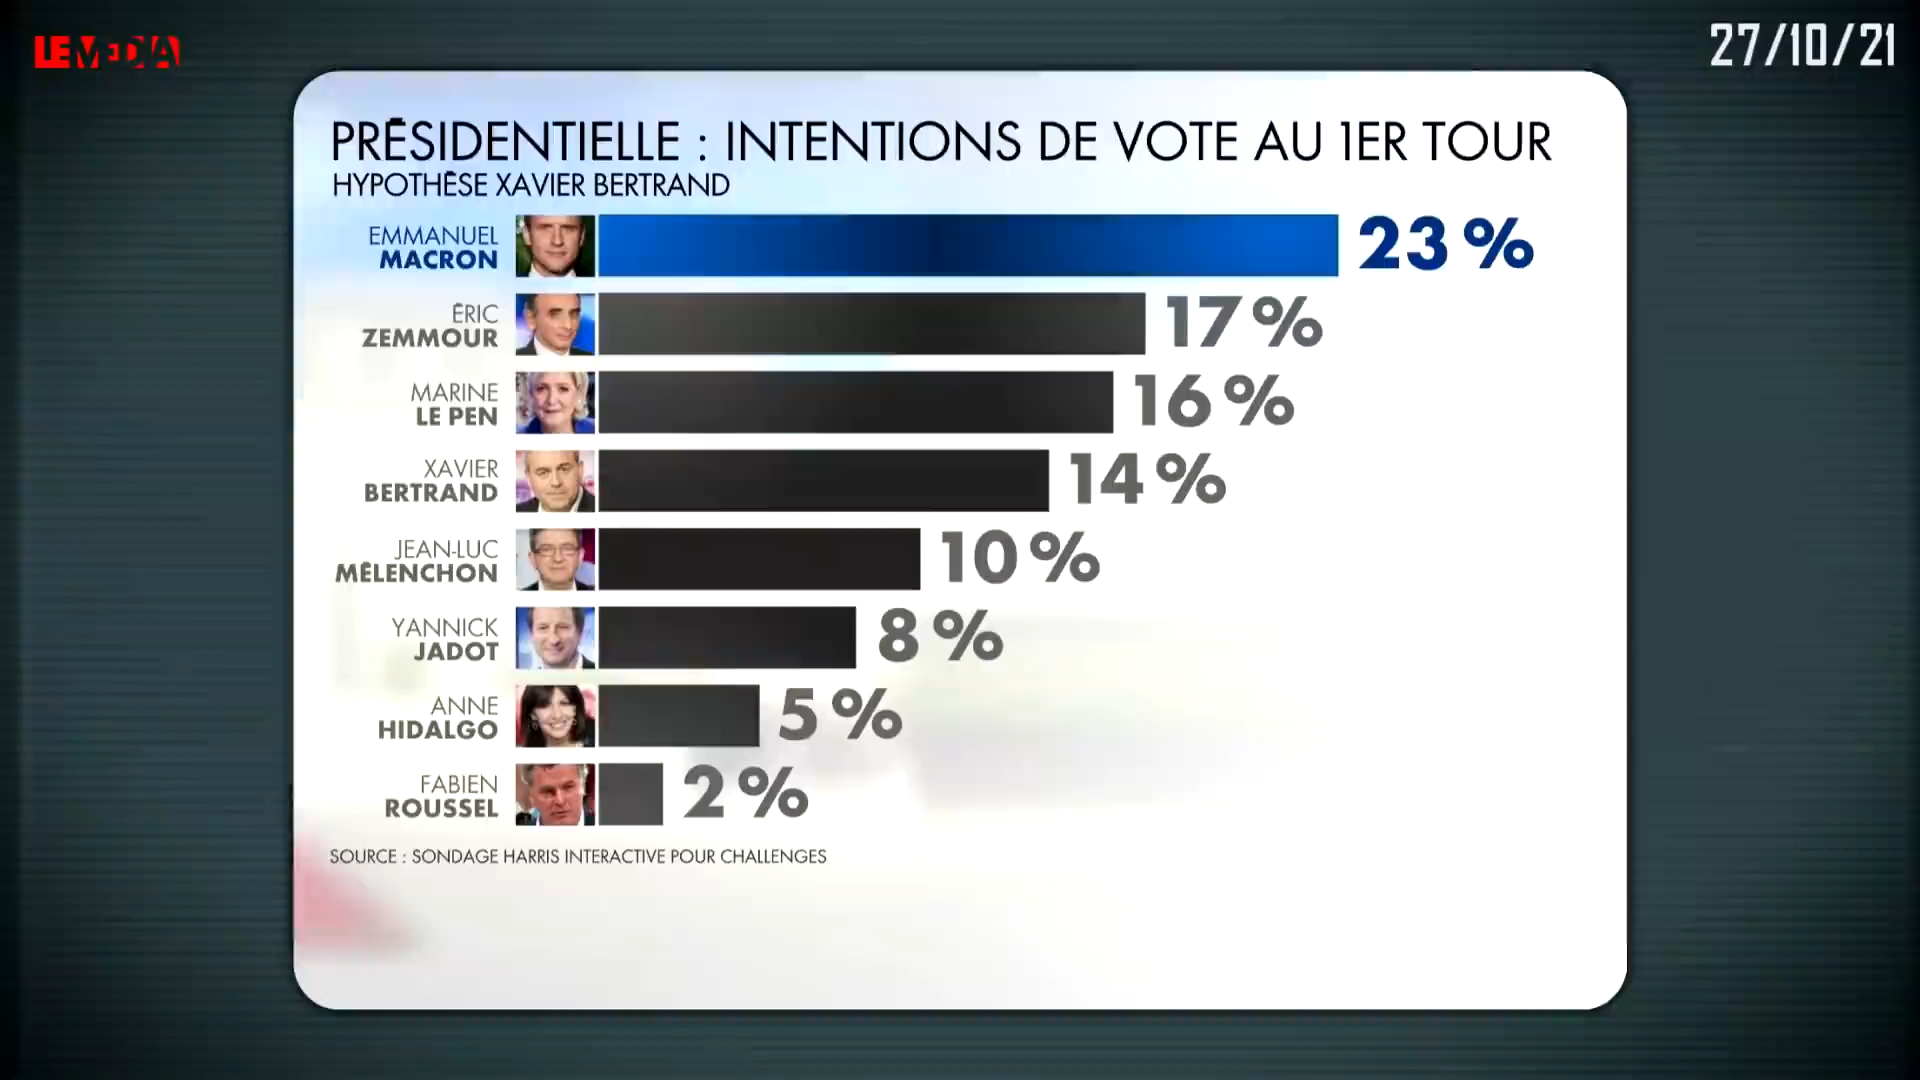 LEMEDIA
27/10/21
PRÉSIDENTIELLE : INTENTIONS DE VOTE AU 1ER TOUR
HYPOTHÈSE XAVIER BERTRAND
EMMANUEL
MACRON
23 %
ÉRIC
ZEMMOUR
17 %
MARINE
LE PEN
16 %
XAVIER
BERTRAND
14 %
JEAN-LUC
MÉLENCHON
10 %
YANNICK
JADOT
8 %
ANNE
HIDALGO
5 %
FABIEN
ROUSSEL
2 %
SOURCE : SONDAGE HARRIS INTERACTIVE POUR CHALLENGES